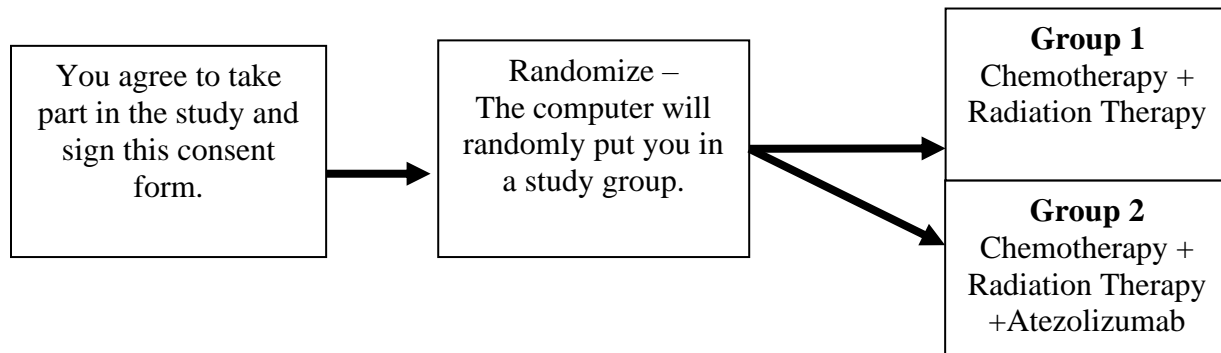 You agree to take
part in the study and
sign this consent
form.
Randomize –
The computer will
randomly put you in
a study group.
Group 1
Chemotherapy +
Radiation Therapy
Group 2
Chemotherapy +
Radiation Therapy
+Atezolizumab